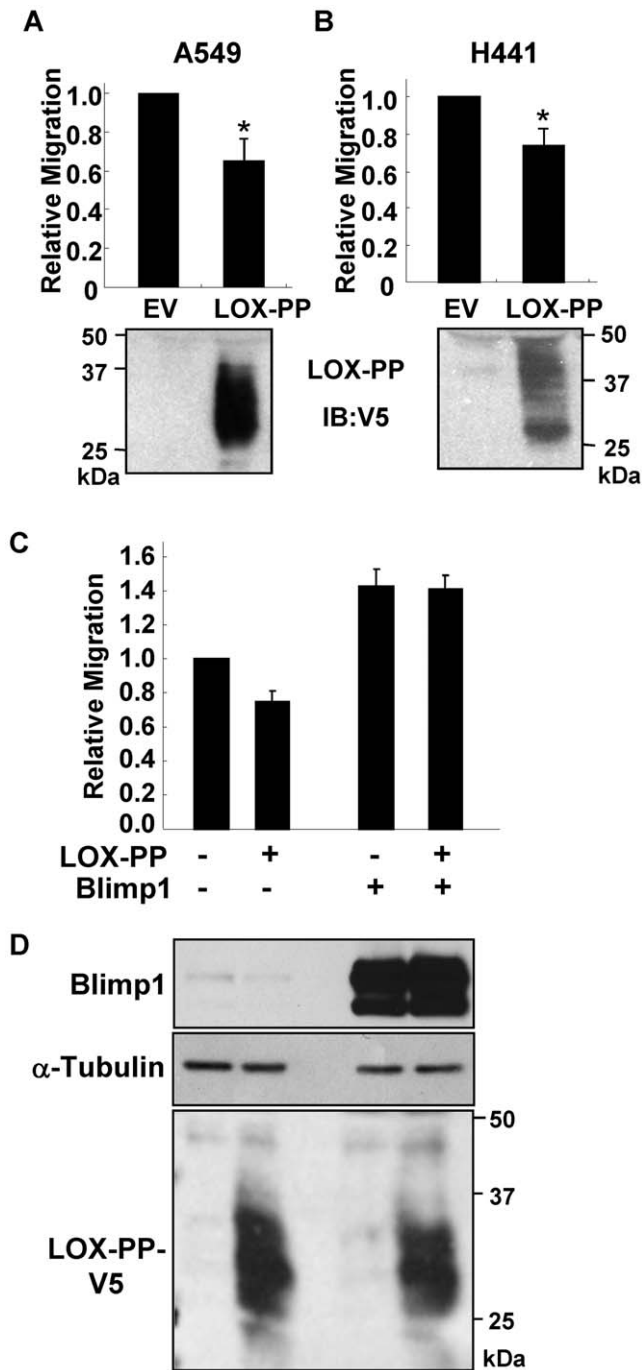 A
A549
Relative Migration
1.0
0.8
0.6
0.4
0.2
0
*
EV LOX-PP
50
37
25
kDa
B
H441
Relative Migration
1.0
0.8
0.6
0.4
0.2
0
*
EV LOX-PP
LOX-PP
IB:V5
50
37
25
kDa
C
Relative Migration
1.6
1.4
1.2
1.0
0.8
0.6
0.4
0.2
0.0
LOX-PP - + - +
Blimp1 - - + +
D
Blimp1
α-Tubulin
LOX-PP-
V5
50
37
25
kDa